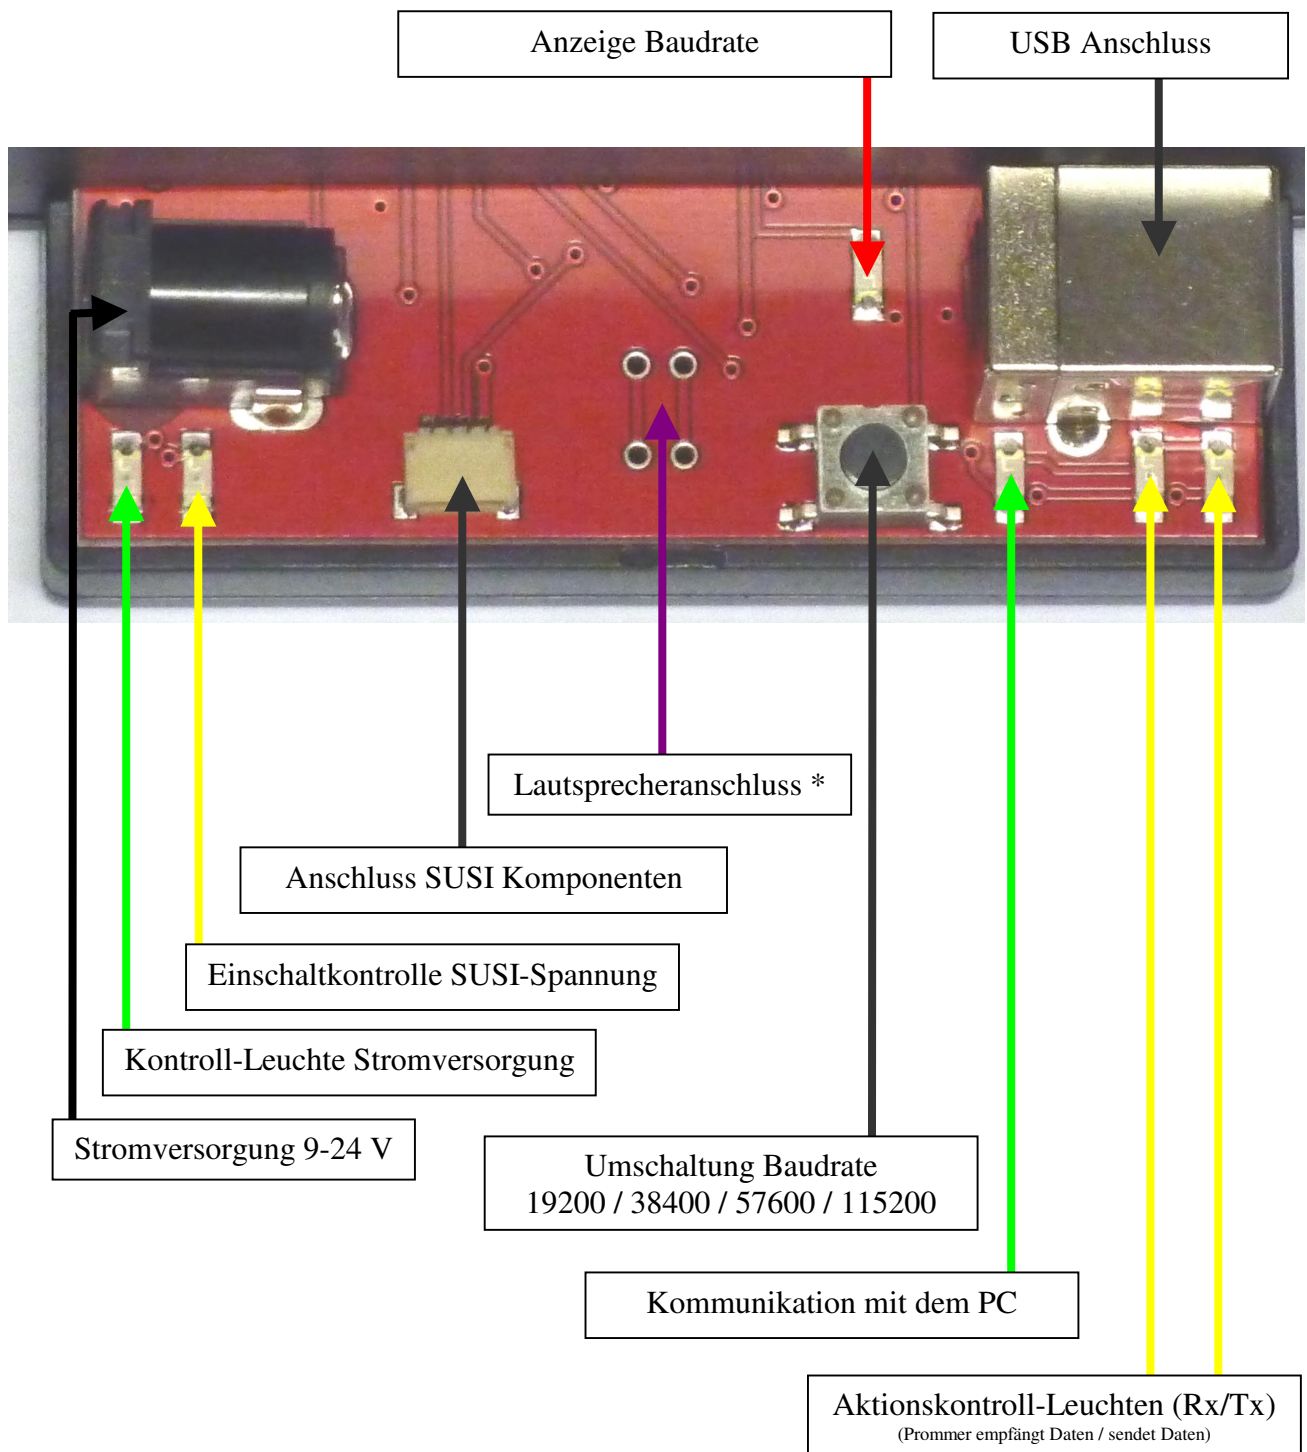 Anzeige Baudrate
USB Anschluss
Lautsprecheranschluss *
Anschluss SUSI Komponenten
Einschaltkontrolle SUSI-Spannung
Kontroll-Leuchte Stromversorgung
Stromversorgung 9-24 V
Umschaltung Baudrate
19200 / 38400 / 57600 / 115200
Kommunikation mit dem PC
Aktionskontroll-Leuchten (Rx/Tx)
(Prommer empfängt Daten / sendet Daten)